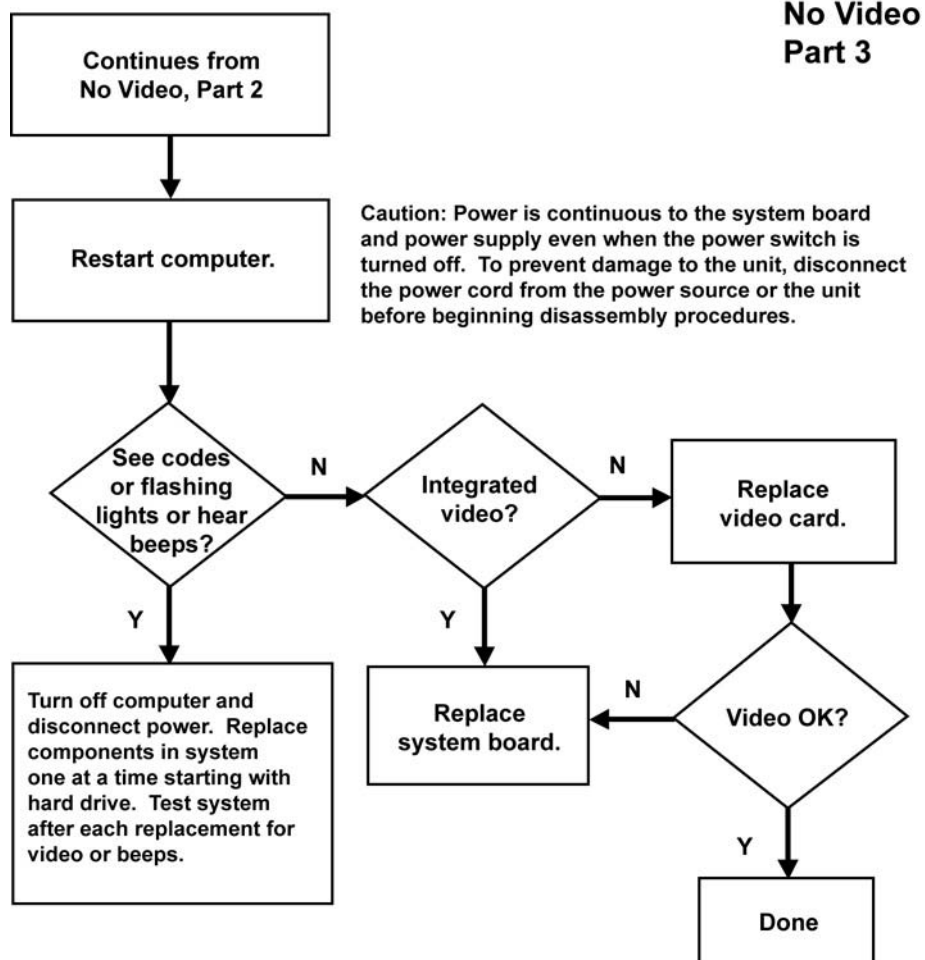 No Video
Part 3
Continues from
No Video, Part 2
Restart computer.
Caution: Power is continuous to the system board
and power supply even when the power switch is
turned off. To prevent damage to the unit, disconnect
the power cord from the power source or the unit
before beginning disassembly procedures.
See codes
or flashing
lights or hear
beeps?
N
Integrated
video?
N
Replace
video card.
Y
Y
Turn off computer and
disconnect power. Replace
components in system
one at a time starting with
hard drive. Test system
after each replacement for
video or beeps.
Replace
system board.
N
Video OK?
Y
Done